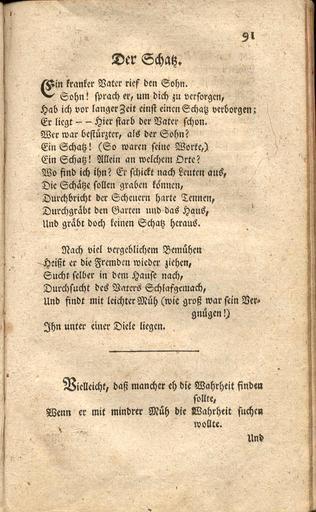 91
Der Schatz.
Ein kranker Vater rief den Sohn.
Sohn! sprach er, um dich zu versorgen,
Hab ich vor langer Zeit einst einen Schatz verborgen;
Er liegt -- Hier starb der Vater schon.
Wer war bestürzter, als der Sohn?
Ein Schatz! (So waren seine Worte,)
Ein Schatz! Allein an welchem Orte?
Wo find ich ihn? Er schickt nach Leuten aus,
Die Schätze sollen graben können,
Durchbricht der Scheuern harte Tennen,
Durchgräbt den Garten und das Haus,
Und gräbt doch keinen Schatz heraus.
Nach viel vergeblichem Bemühen
Heißt er die Fremden wieder ziehen,
Sucht selber in dem Hause nach,
Durchsucht des Vaters Schlafgemach,
Und findt mit leichter Müh (wie groß war sein Ver-
gnügen!)
Ihn unter einer Diele liegen.
Vielleicht, daß mancher eh die Wahrheit finden
sollte,
Wenn er mit mindrer Müh die Wahrheit suchen
wollte.
Und